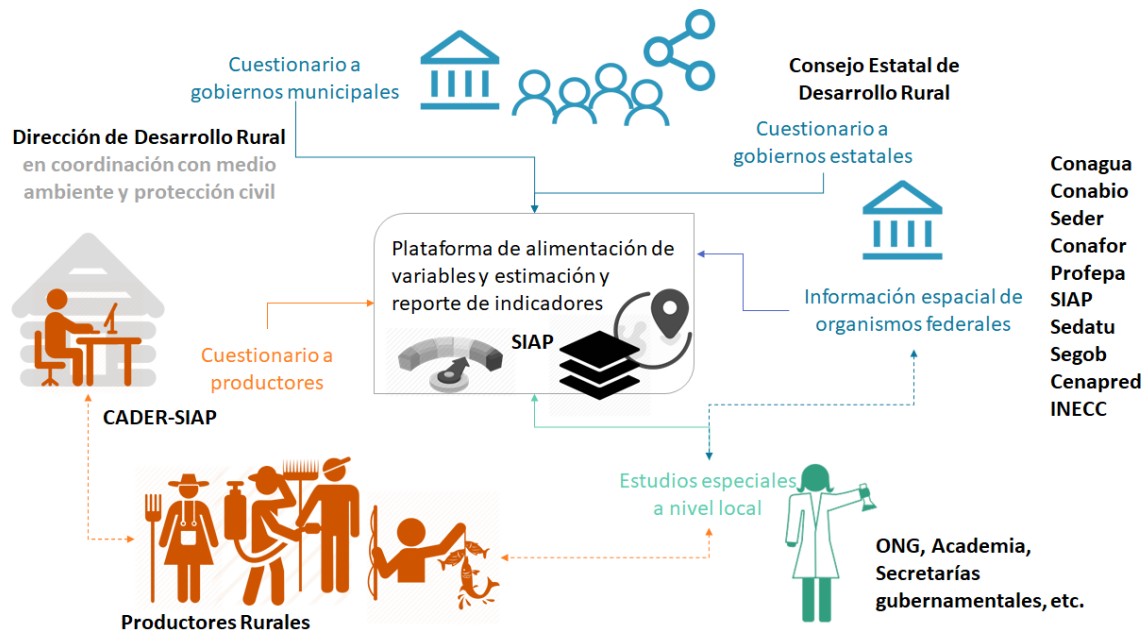 Cuestionario a
gobiernos municipales
Consejo Estatal de
Desarrollo Rural
Cuestionario a
gobiernos estatales
Dirección de Desarrollo Rural
en coordinación con medio
ambiente y protección civil
Conagua
Conabio
Seder
Conafor
Profepa
SIAP
Sedatu
Segob
Cenapred
INECC
Plataforma de alimentación de
variables y estimación y
reporte de indicadores
SIAP
Información espacial de
organismos federales
Cuestionario a
productores
CADER-SIAP
Estudios especiales
a nivel local
ONG, Academia,
Secretarías
gubernamentales, etc.
Productores Rurales